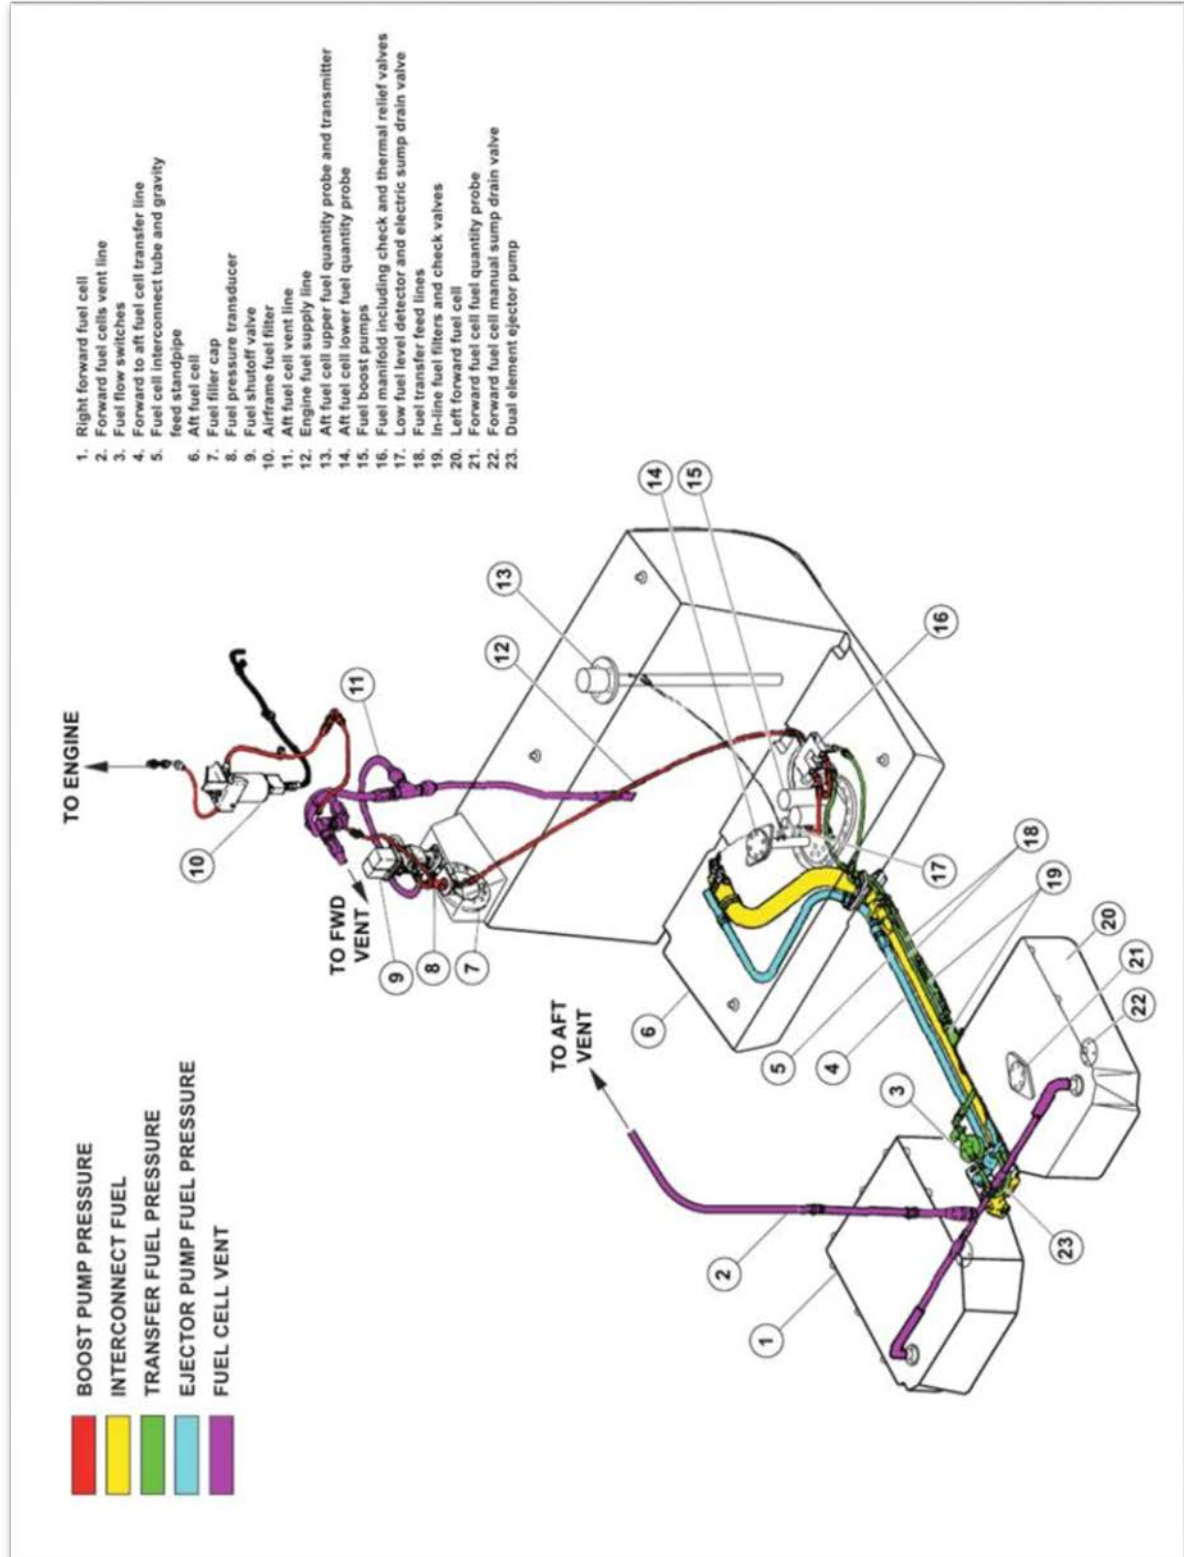 BOOST PUMP PRESSURE
INTERCONNECT FUEL
TRANSFER FUEL PRESSURE
EJECTOR PUMP FUEL PRESSURE
FUEL CELL VENT
1. Right forward fuel cell
2. Forward fuel cells vent line
3. Fuel flow switches
4. Forward to aft fuel cell transfer line
5. Fuel cell interconnect tube and gravity
feed standpipe
6. Aft fuel cell
7. Fuel filler cap
8. Fuel pressure transducer
9. Fuel shutoff valve
10. Airframe fuel filter
11. Aft fuel cell vent line
12. Engine fuel supply line
13. Aft fuel cell upper fuel quantity probe and transmitter
14. Aft fuel cell lower fuel quantity probe
15. Fuel boost pumps
16. Fuel manifold including check and thermal relief valves
17. Low fuel level detector and electric sump drain valve
18. Fuel transfer feed lines
19. In-line fuel filters and check valves
20. Left forward fuel cell
21. Forward fuel cell fuel quantity probe
22. Forward fuel cell manual sump drain valve
23. Dual element ejector pump
TO ENGINE
10
11
TO FWD
VENT
9
8
7
12
13
14
15
TO AFT
VENT
6
16
5
4
17
18
19
3
20
21
22
2
1
23